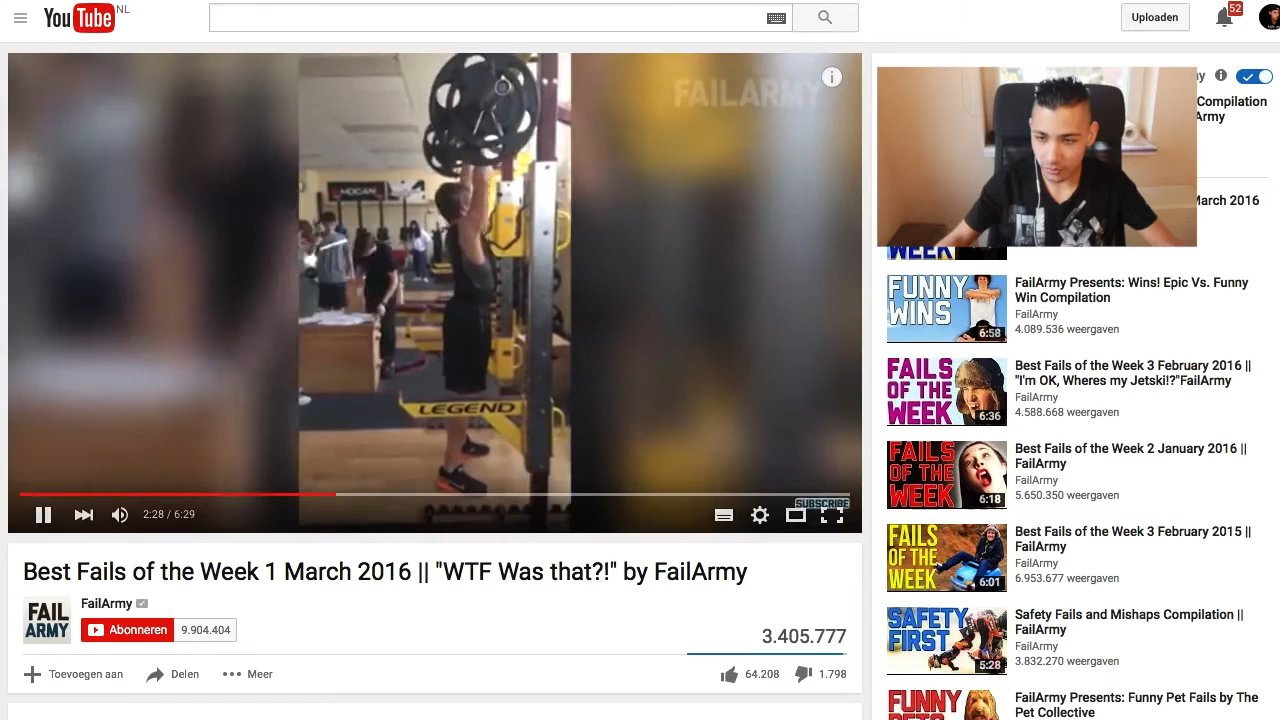 YouTube NL
Uploaden
52
FAILARMY
MOCAN
LEGEND
SUBSCRIBE
2:28 / 6:29
Best Fails of the Week 1 March 2016 || "WTF Was that?!" by FailArmy
FAIL
ARMY
FailArmy
Abonneren 9.904.404
3.405.777
Toevoegen aan Delen Meer
64.208 1.798
Compilation
March 2016
WEEK
FUNNY
WINS
6:58
FailArmy Presents: Wins! Epic Vs. Funny
Win Compilation
FailArmy
4.089.536 weergaven
FAILS
OF THE
WEEK
6:36
Best Fails of the Week 3 February 2016 ||
"I'm OK, Wheres my Jetski!?"FailArmy
FailArmy
4.588.668 weergaven
FAILS
OF THE
WEEK
6:18
Best Fails of the Week 2 January 2016 ||
FailArmy
FailArmy
5.650.350 weergaven
FAILS
OF THE
WEEK
6:01
Best Fails of the Week 3 February 2015 ||
FailArmy
FailArmy
6.953.677 weergaven
SAFETY
FIRST
5:28
Safety Fails and Mishaps Compilation ||
FailArmy
FailArmy
3.832.270 weergaven
FUNNY
PETS
FailArmy Presents: Funny Pet Fails by The
Pet Collective